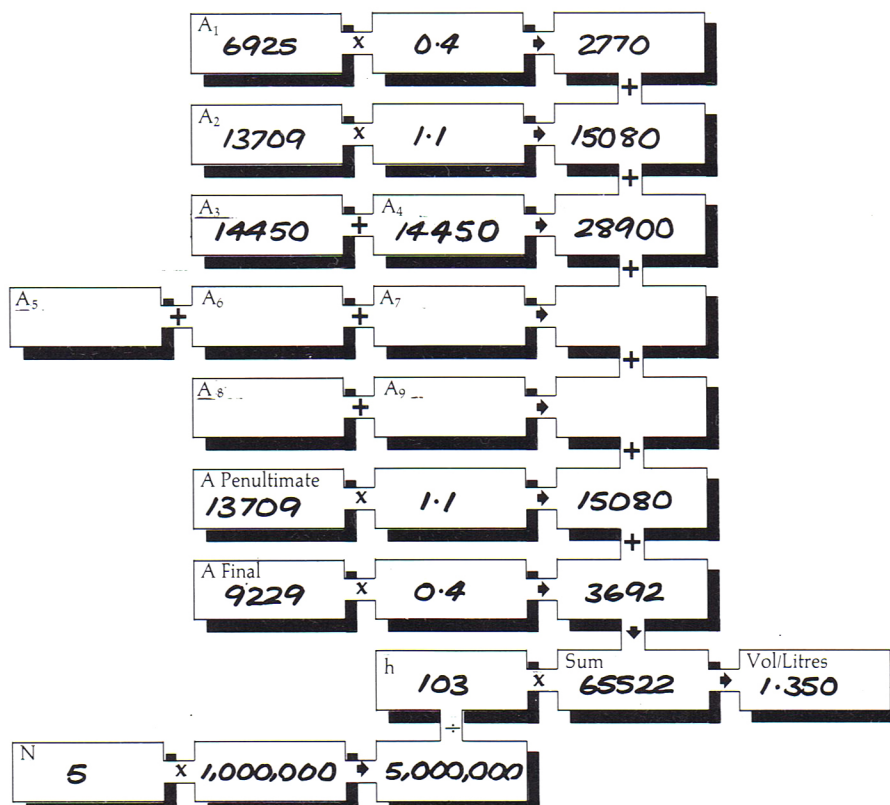 A1
6925 x 0.4 2770
+
A2
13709 x 1.1 15080
+
A3 A4
14450 + 14450 28900
+
A5 + A6 + A7
+
A8 + A9
+
A Penultimate
13709 x 1.1 15080
+
A Final
9229 x 0.4 3692
h Sum Vol/Litres
103 x 65522 1.350
÷
N
5 x 1,000,000 5,000,000